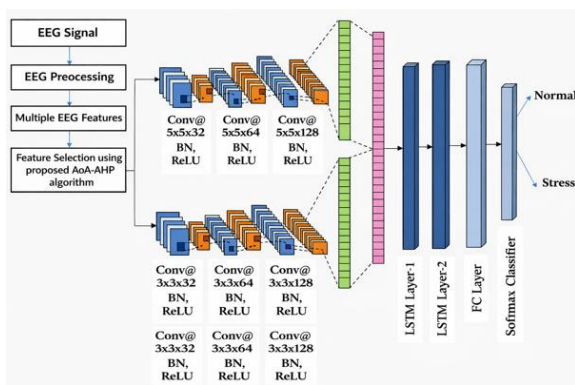 EEG Signal
EEG Preocessing
Multiple EEG Features
Feature Selection using
proposed AoA-AHP
algorithm
Conv@
5x5x32
BN,
ReLU
Conv@
5x5x64
BN,
ReLU
Conv@
5x5x128
BN,
ReLU
Conv@
3x3x32
BN,
ReLU
Conv@
3x3x64
BN,
ReLU
Conv@
3x3x128
BN,
ReLU
Conv@
3x3x32
BN,
ReLU
Conv@
3x3x64
BN,
ReLU
Conv@
3x3x128
BN,
ReLU
LSTM Layer-1
LSTM Layer-2
FC Layer
Softmax Classifier
Normal
Stress